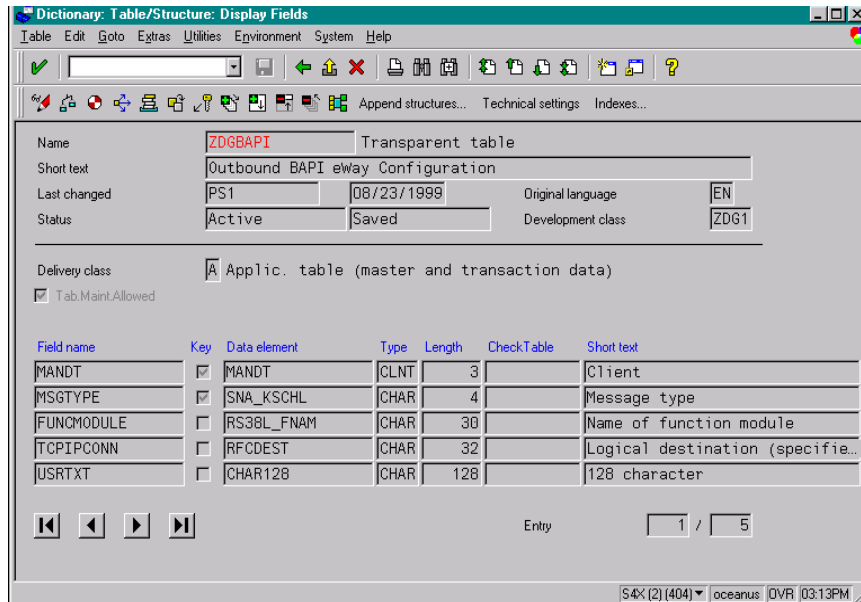 Dictionary: Table/Structure: Display Fields
Table Edit Goto Extras Utilities Environment System Help
Append structures... Technical settings Indexes...
Name ZDGBAPI Transparent table
Short text Outbound BAPI eWay Configuration
Last changed PS1 08/23/1999 Original language EN
Status Active Saved Development class ZDG1
Delivery class A Applic. table (master and transaction data)
Tab.Maint.Allowed
Field name Key Data element Type Length CheckTable Short text
MANDT MANDT CLNT 3 Client
MSGTYPE SNA_KSCHL CHAR 4 Message type
FUNCMODULE RS38L_FNAM CHAR 30 Name of function module
TCPIPCONN RFCDEST CHAR 32 Logical destination (specifie...
USRTXT CHAR128 CHAR 128 128 character
Entry 1 / 5
S4X (2) (404) oceanus OVR 03:13PM